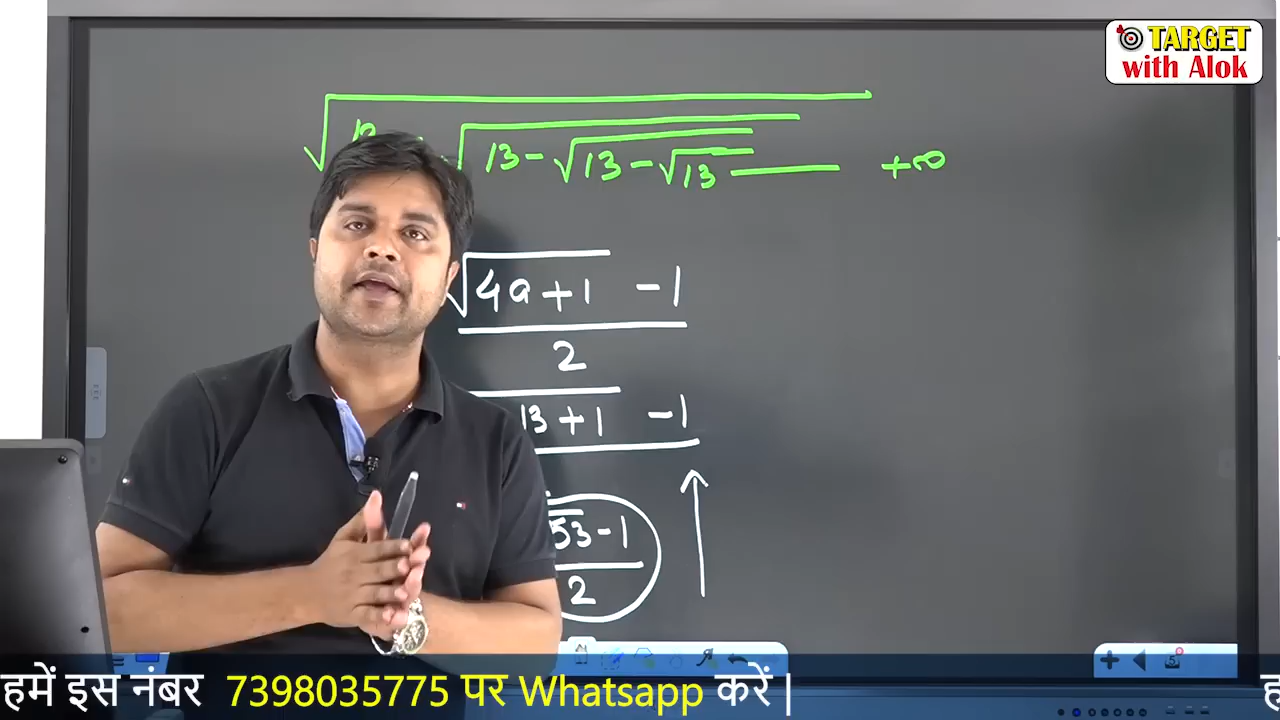 TARGET
with Alok
√13 - √13 - √13 +∞
√4a+1 - 1
2
13+1 - 1
53 - 1
2
हमें इस नंबर 7398035775 पर Whatsapp करें |